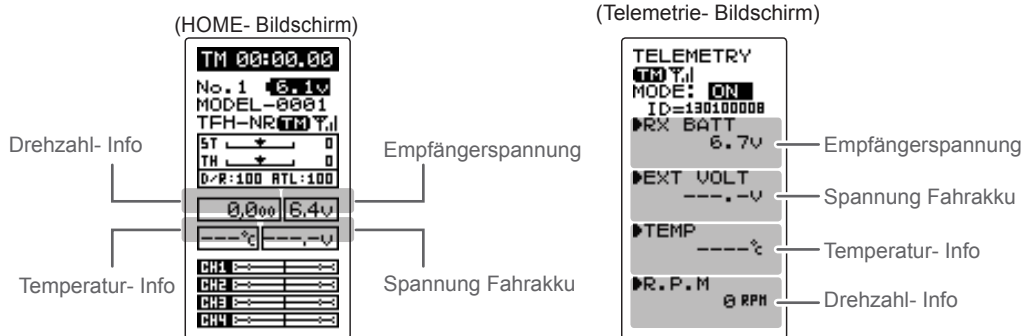 (HOME- Bildschirm)
TM 00:00.00
No.1 6.1v
MODEL-0001
TFH-NR TM
ST 0
TH 0
D/R:100 ATL:100
0,000 6.4v
---°c ---.-v
CH1
CH2
CH3
CH4
Drehzahl- Info
Temperatur- Info
Empfängerspannung
Spannung Fahrakku
(Telemetrie- Bildschirm)
TELEMETRY
TM
MODE: ON
ID=130100008
RX BATT
6.7v
EXT VOLT
---.-v
TEMP
----°c
R.P.M
0 RPM
Empfängerspannung
Spannung Fahrakku
Temperatur- Info
Drehzahl- Info